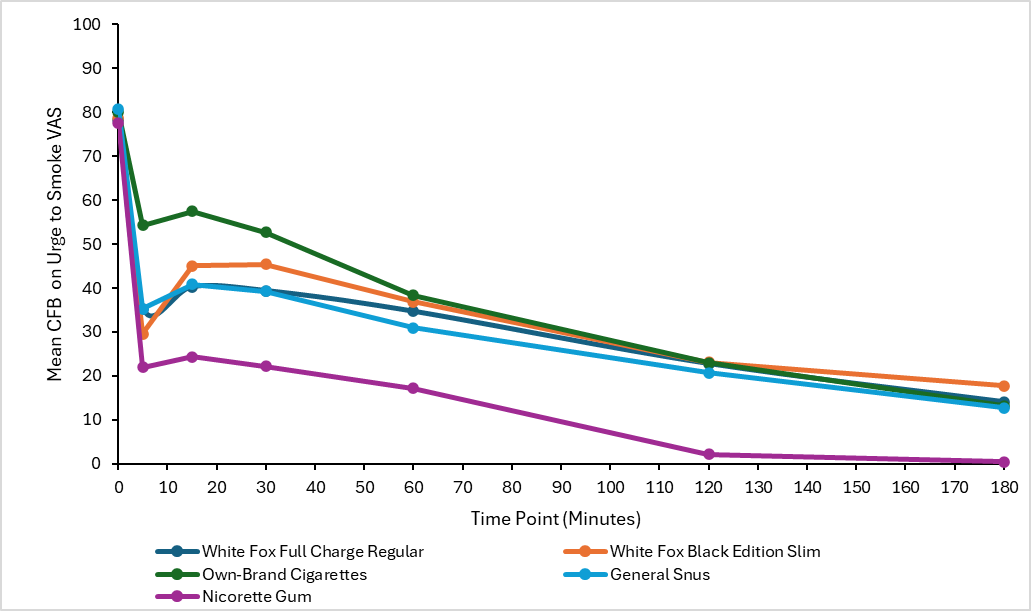 100
90
80
70
60
50
40
30
20
10
0
Mean CFB on Urge to Smoke VAS
0 10 20 30 40 50 60 70 80 90 100 110 120 130 140 150 160 170 180
Time Point (Minutes)
White Fox Full Charge Regular White Fox Black Edition Slim
Own-Brand Cigarettes General Snus
Nicorette Gum